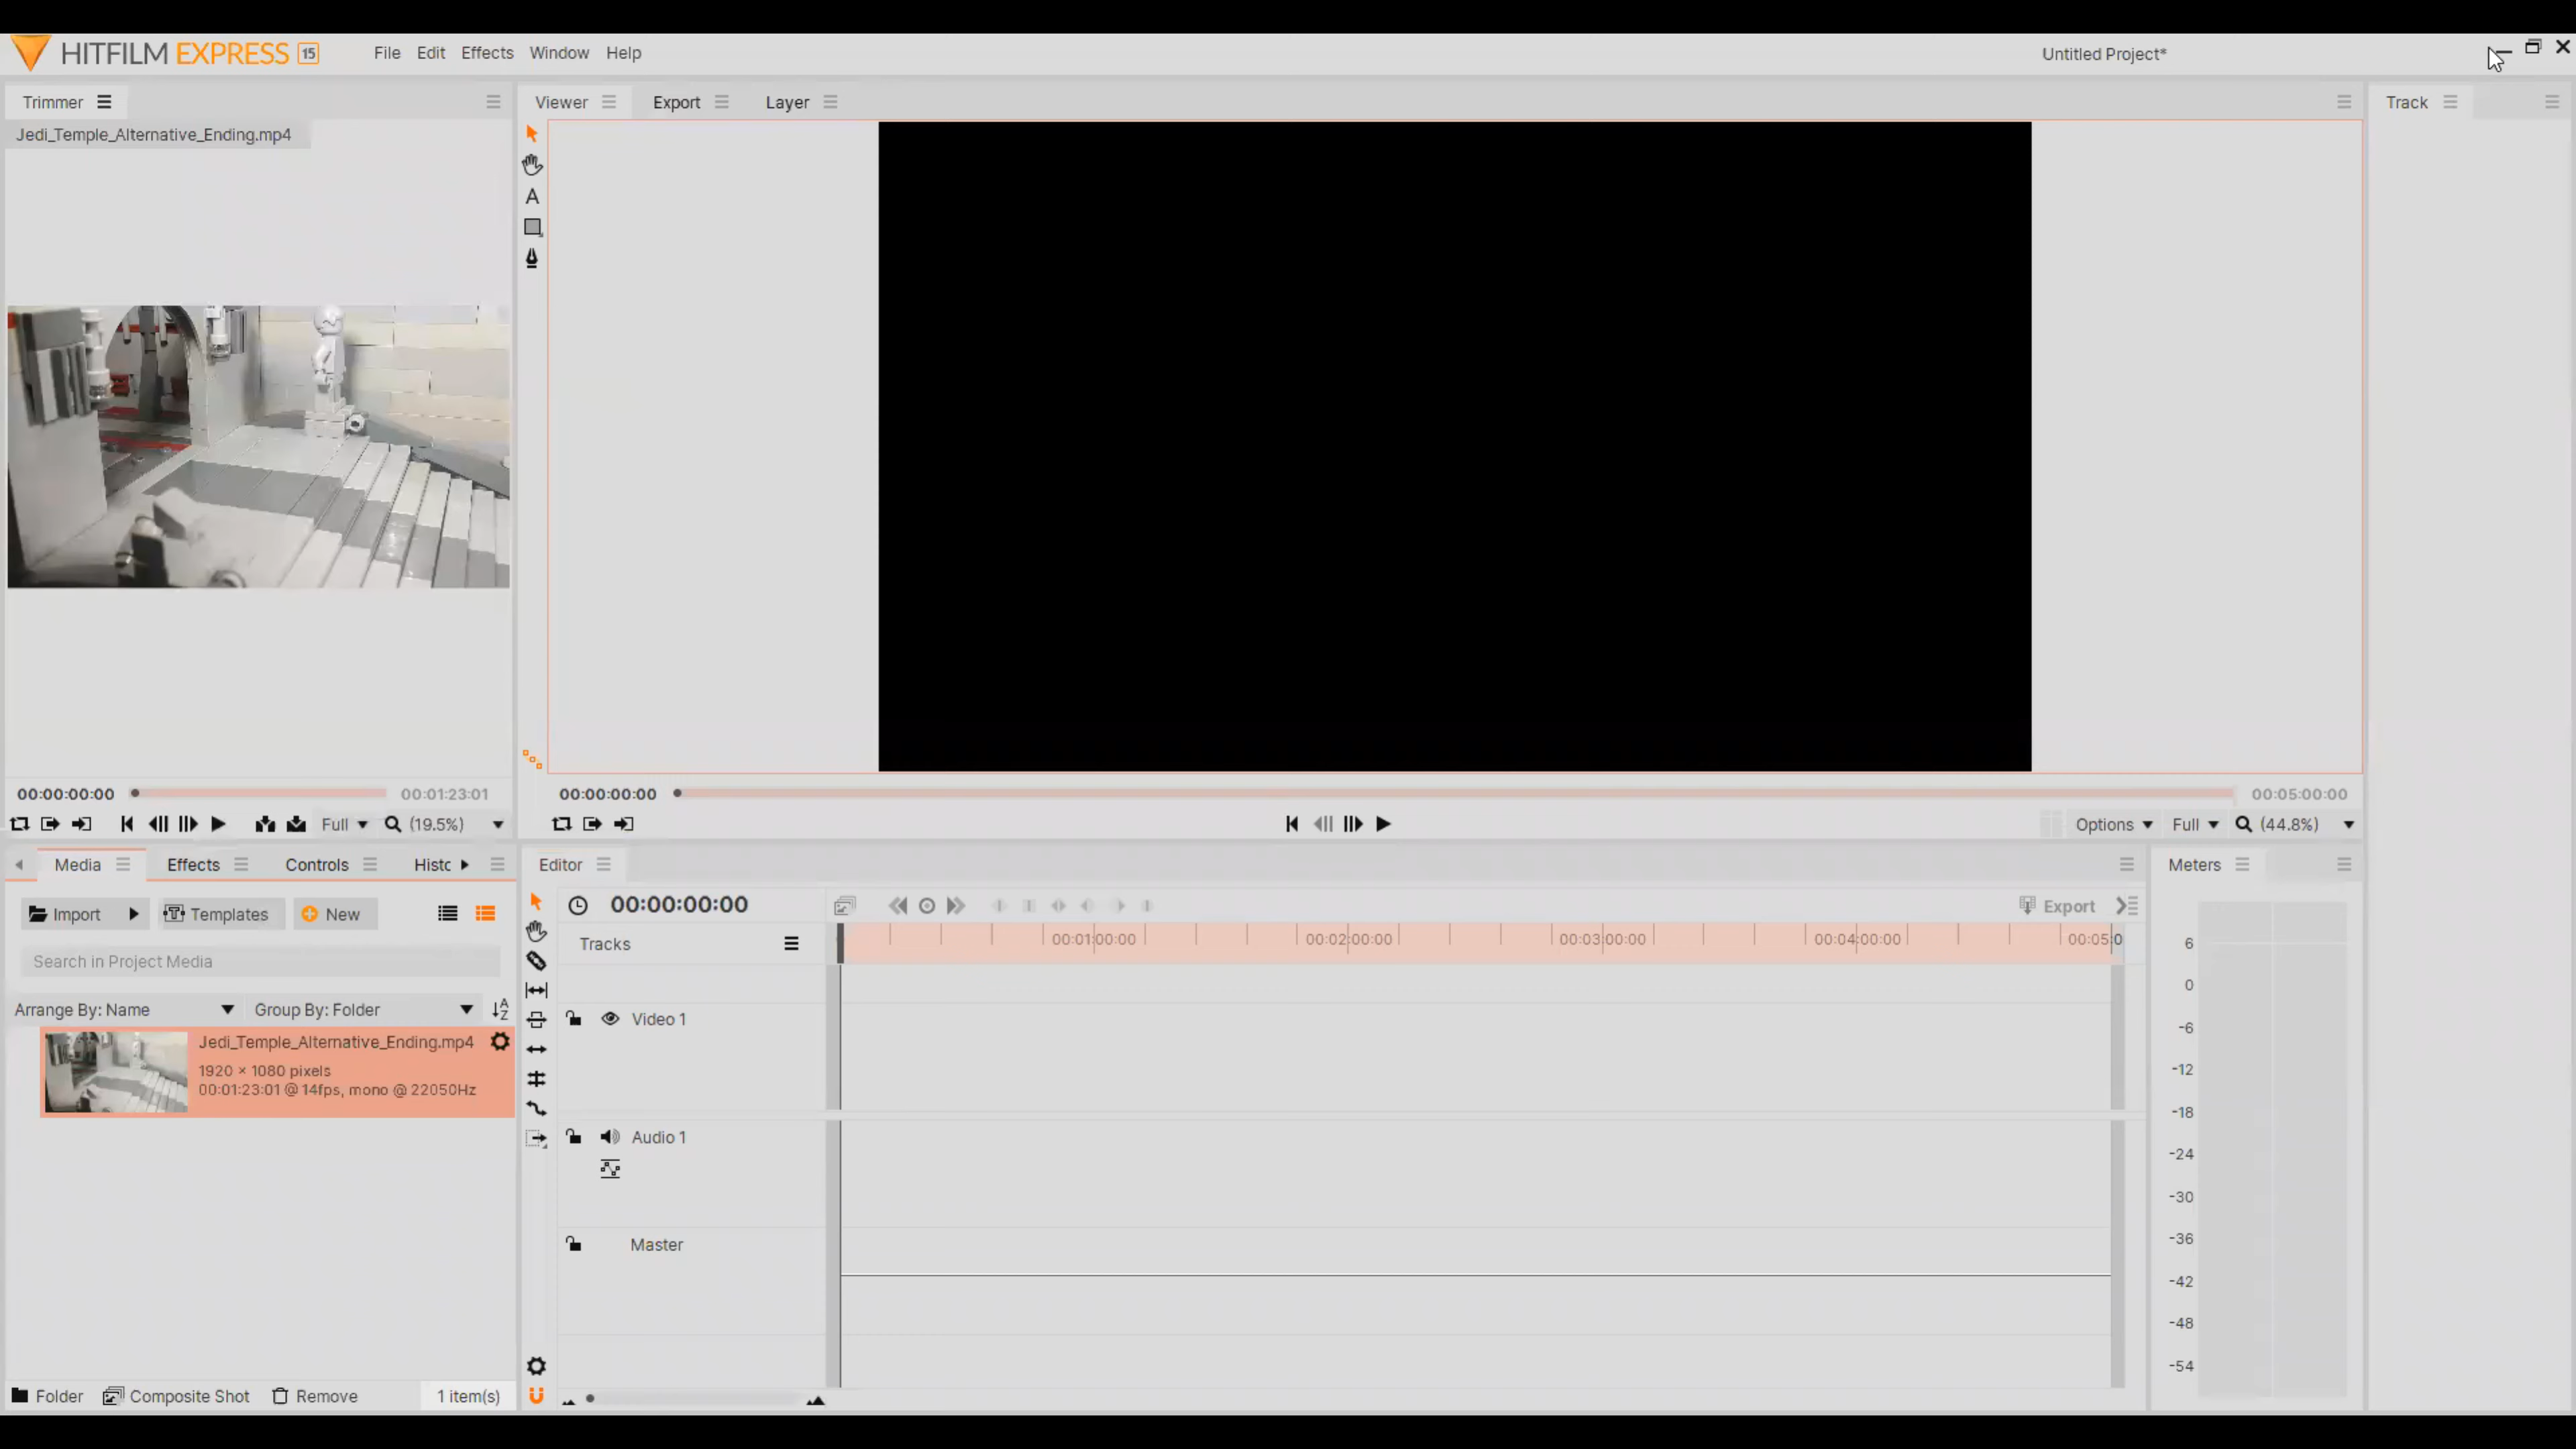 HITFILM EXPRESS 15
File Edit Effects Window Help
Untitled Project*
Trimmer
Jedi_Temple_Alternative_Ending.mp4
Viewer Export Layer
Track
A
00:00:00:00 00:01:23:01
Full (19.5%)
00:00:00:00 00:05:00:00
Options Full (44.8%)
Media Effects Controls Histc
Import Templates New
Search in Project Media
Arrange By: Name Group By: Folder
Jedi_Temple_Alternative_Ending.mp4
1920 × 1080 pixels
00:01:23:01 @ 14fps, mono @ 22050Hz
Folder Composite Shot Remove 1 item(s)
Editor
00:00:00:00
Export
Tracks
00:01:00:00 00:02:00:00 00:03:00:00 00:04:00:00 00:05:0
Video 1
Audio 1
Master
Meters
6
0
-6
-12
-18
-24
-30
-36
-42
-48
-54